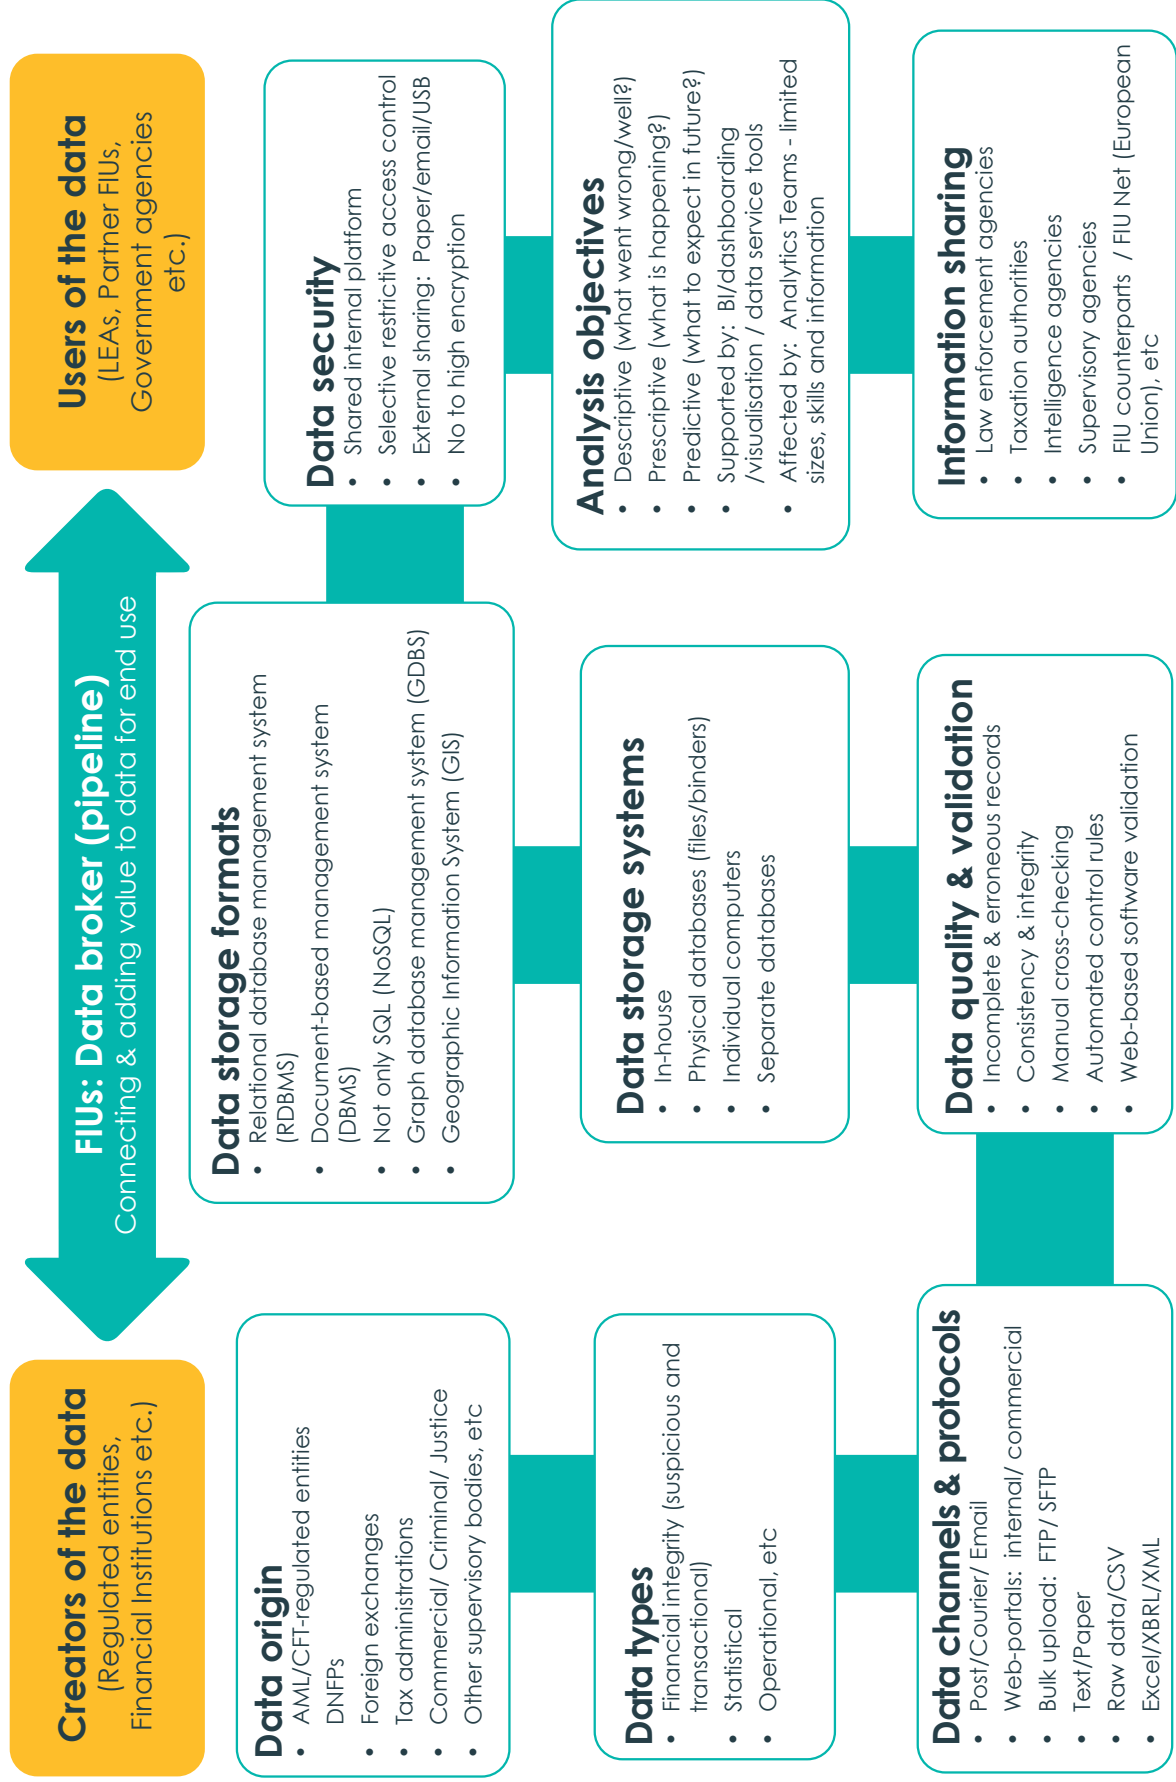 Creators of the data
(Regulated entities,
Financial Institutions etc.)
FIUs: Data broker (pipeline)
Connecting & adding value to data for end use
Users of the data
(LEAs, Partner FIUs,
Government agencies
etc.)
Data origin
• AML/CFT-regulated entities
DNFPs
• Foreign exchanges
• Tax administrations
• Commercial/ Criminal/ Justice
• Other supervisory bodies, etc
Data types
• Financial integrity (suspicious and
transactional)
• Statistical
• Operational, etc
Data channels & protocols
• Post/Courier/ Email
• Web-portals: internal/ commercial
• Bulk upload: FTP/ SFTP
• Text/Paper
• Raw data/CSV
• Excel/XBRL/XML
Data storage formats
• Relational database management system
(RDBMS)
• Document-based management system
(DBMS)
• Not only SQL (NoSQL)
• Graph database management system (GDBS)
• Geographic Information System (GIS)
Data storage systems
• In-house
• Physical databases (files/binders)
• Individual computers
• Separate databases
Data quality & validation
• Incomplete & erroneous records
• Consistency & integrity
• Manual cross-checking
• Automated control rules
• Web-based software validation
Data security
• Shared internal platform
• Selective restrictive access control
• External sharing: Paper/email/USB
• No to high encryption
Analysis objectives
• Descriptive (what went wrong/well?)
• Prescriptive (what is happening?)
• Predictive (what to expect in future?)
• Supported by: BI/dashboarding
/visualisation / data service tools
• Affected by: Analytics Teams - limited
sizes, skills and information
Information sharing
• Law enforcement agencies
• Taxation authorities
• Intelligence agencies
• Supervisory agencies
• FIU counterparts / FIU Net (European
Union), etc